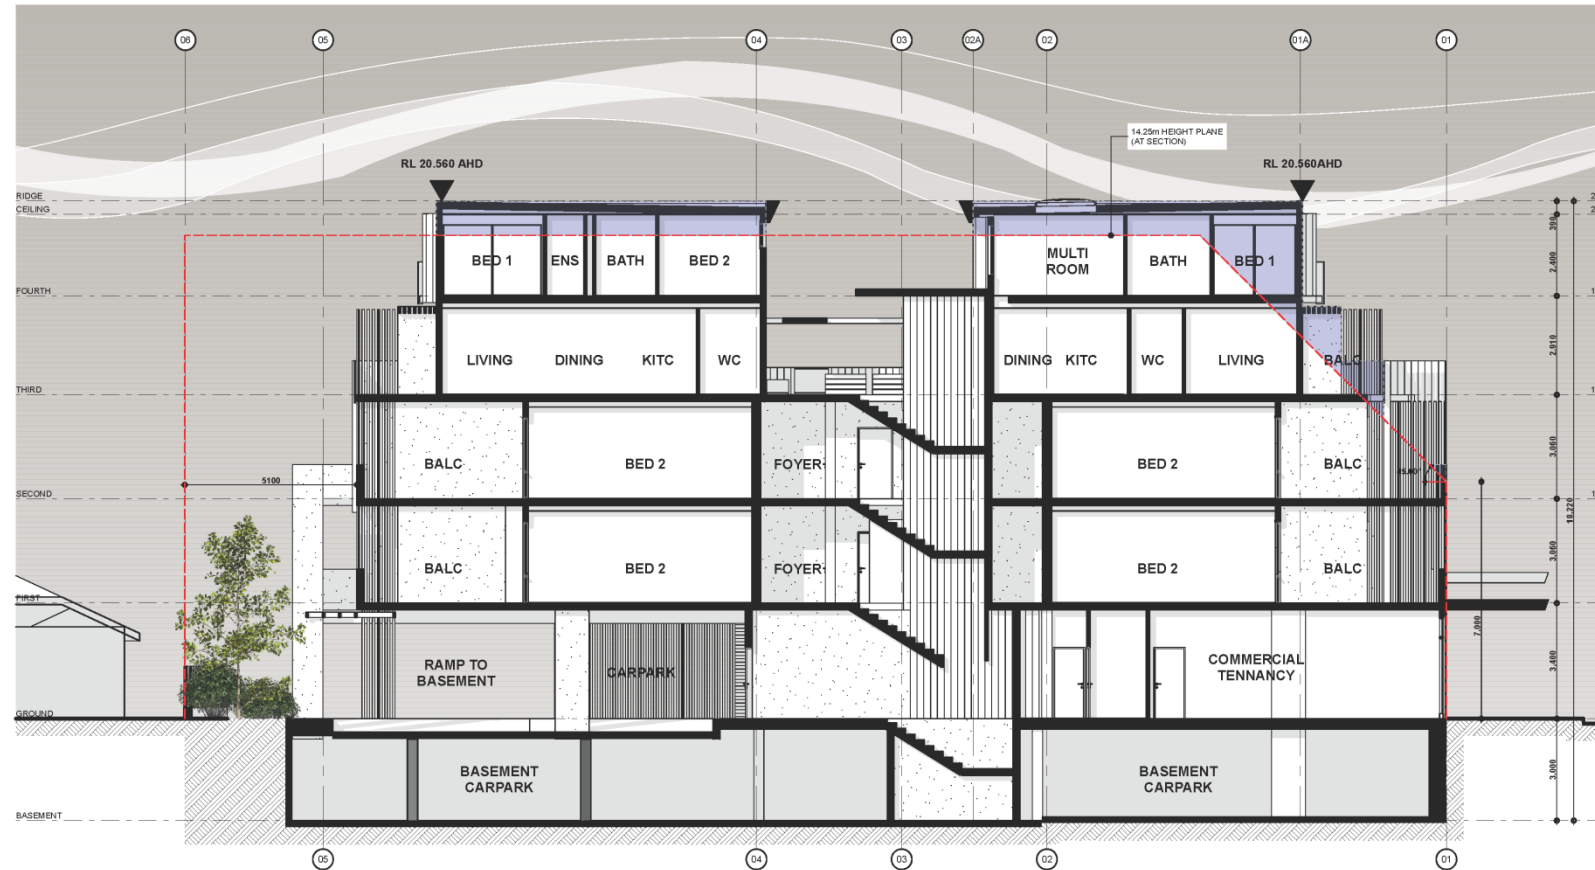 06
05
04
03
02A
02
01A
01
14.25m HEIGHT PLANE
(AT SECTION)
RL 20.560 AHD
RL 20.560AHD
RIDGE
CEILING
390
BED 1
ENS
BATH
BED 2
MULTI
ROOM
BATH
BED 1
2,400
FOURTH
LIVING
DINING
KITC
WC
DINING
KITC
WC
LIVING
BALC
2,910
THIRD
BALC
BED 2
FOYER
BED 2
BALC
3,060
5100
45.00°
SECOND
18,220
BALC
BED 2
FOYER
BED 2
BALC
3,060
FIRST
7,000
RAMP TO
BASEMENT
CARPARK
COMMERCIAL
TENNANCY
3,400
GROUND
BASEMENT
CARPARK
BASEMENT
CARPARK
3,000
BASEMENT
05
04
03
02
01